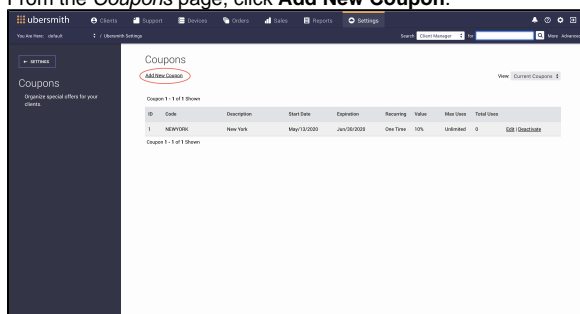 From the Coupons page, click Add New Coupon.
ubersmith Clients Support Devices Orders Sales Reports Settings
You Are Here: default / Ubersmith Settings Search Client Manager for More Advanced
← SETTINGS
Coupons
Organize special offers for your
clients.
Coupons
Add New Coupon
View: Current Coupons
Coupon 1 - 1 of 1 Shown
ID Code Description Start Date Expiration Recurring Value Max Uses Total Uses
1 NEWYORK New York May/13/2020 Jun/30/2020 One Time 10% Unlimited 0 Edit | Deactivate
Coupon 1 - 1 of 1 Shown